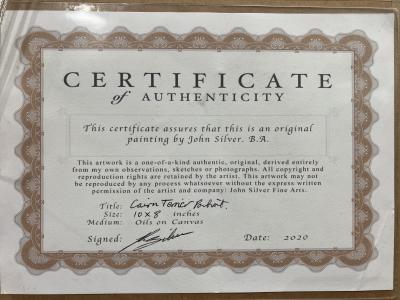 CERTIFICATE
of AUTHENTICITY
This certificate assures that this is an original
painting by John Silver. B.A.
This artwork is a one-of-a-kind authentic, original, derived entirely
from my own observations, sketches or photographs. All copyright and
reproduction rights are retained by the artist. This artwork may not
be reproduced by any process whatsoever without the express written
permission of the artist and company: John Silver Fine Arts.
Title: Cairn Terrier Portrait.
Size: 10x8 inches
Medium: Oils on Canvas
Signed: J Silver Date: 2020